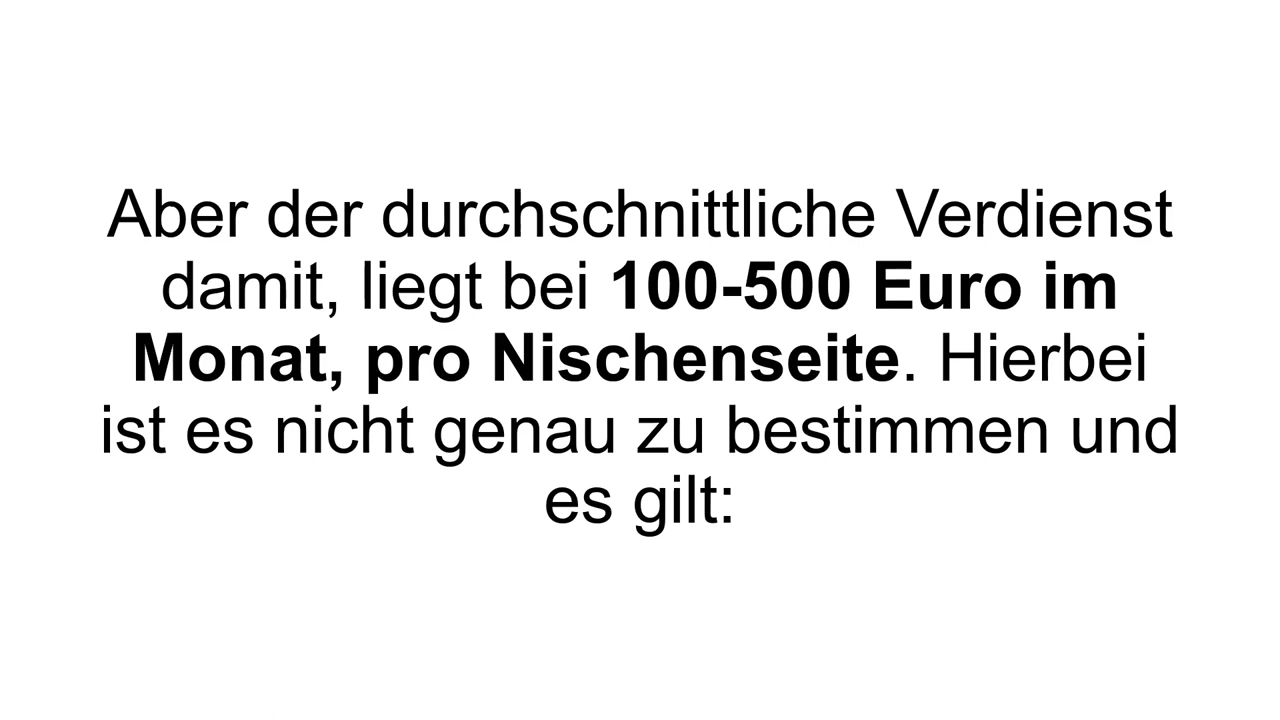 Aber der durchschnittliche Verdienst
damit, liegt bei 100-500 Euro im
Monat, pro Nischenseite. Hierbei
ist es nicht genau zu bestimmen und
es gilt: